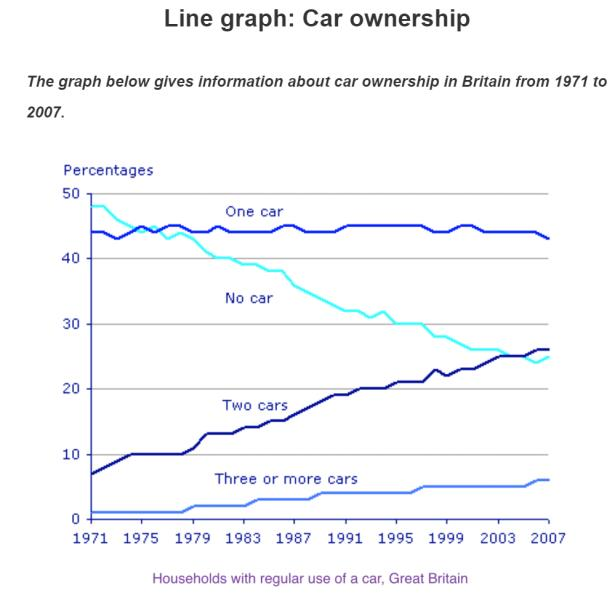 Line graph: Car ownership
The graph below gives information about car ownership in Britain from 1971 to
2007.
Percentages
50
One car
40
No car
30
20
Two cars
10
Three or more cars
0
1971 1975 1979 1983 1987 1991 1995 1999 2003 2007
Households with regular use of a car, Great Britain